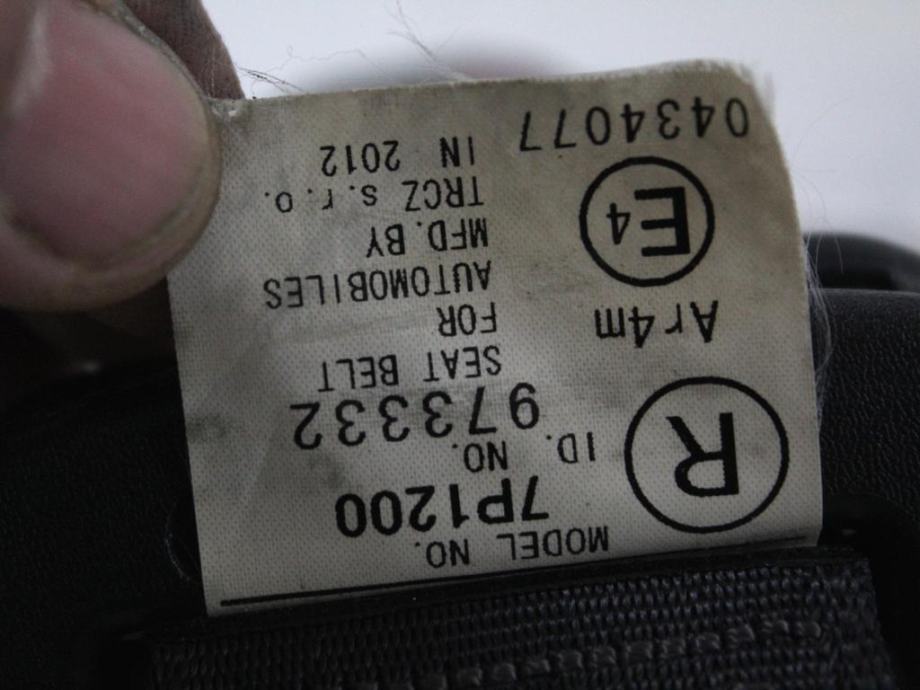 MODEL NO.
7P1200
ID. NO.
973332
SEAT BELT
FOR
AUTOMOBILES
MFD. BY
TRCZ s.r.o.
IN 2012
R
Ar4m
E4
0434077